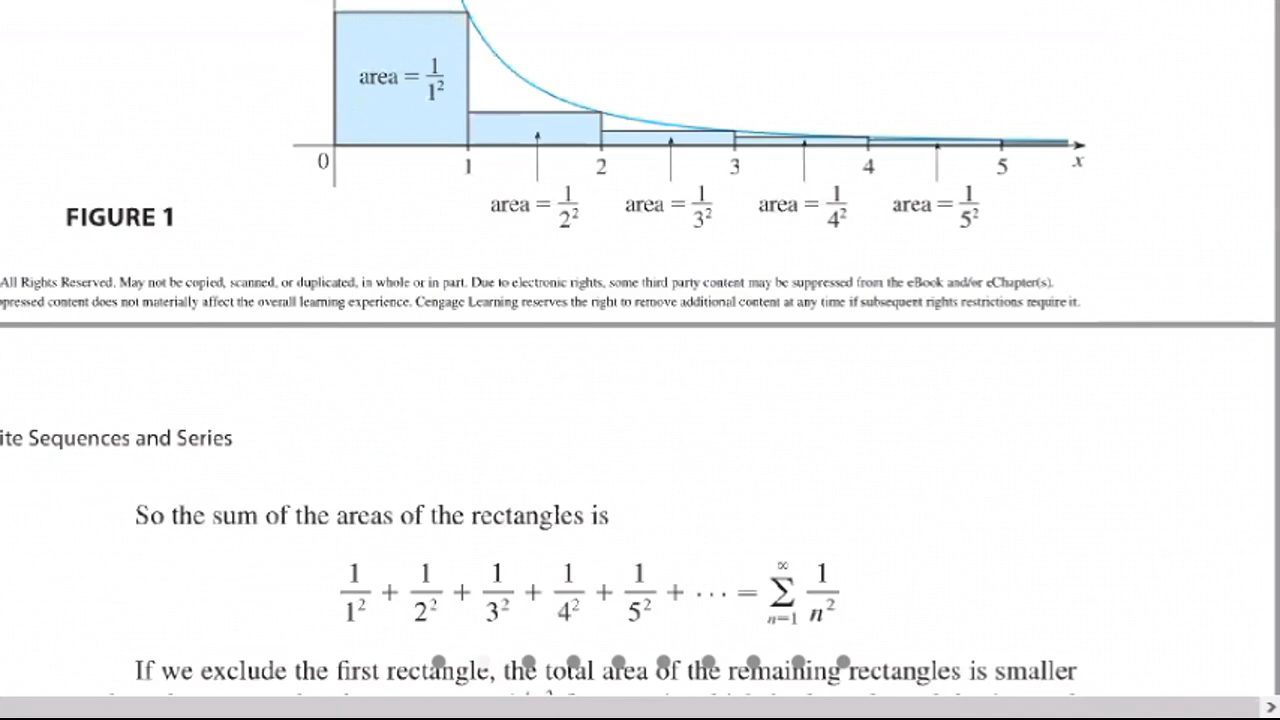 area = 1/1²
0 1 2 3 4 5 x
area = 1/2² area = 1/3² area = 1/4² area = 1/5²
FIGURE 1
All Rights Reserved. May not be copied, scanned, or duplicated, in whole or in part. Due to electronic rights, some third party content may be suppressed from the eBook and/or eChapter(s).
pressed content does not materially affect the overall learning experience. Cengage Learning reserves the right to remove additional content at any time if subsequent rights restrictions require it.
ite Sequences and Series
So the sum of the areas of the rectangles is
1/1² + 1/2² + 1/3² + 1/4² + 1/5² + ··· = ∑ n=1 ∞ 1/n²
If we exclude the first rectangle, the total area of the remaining rectangles is smaller